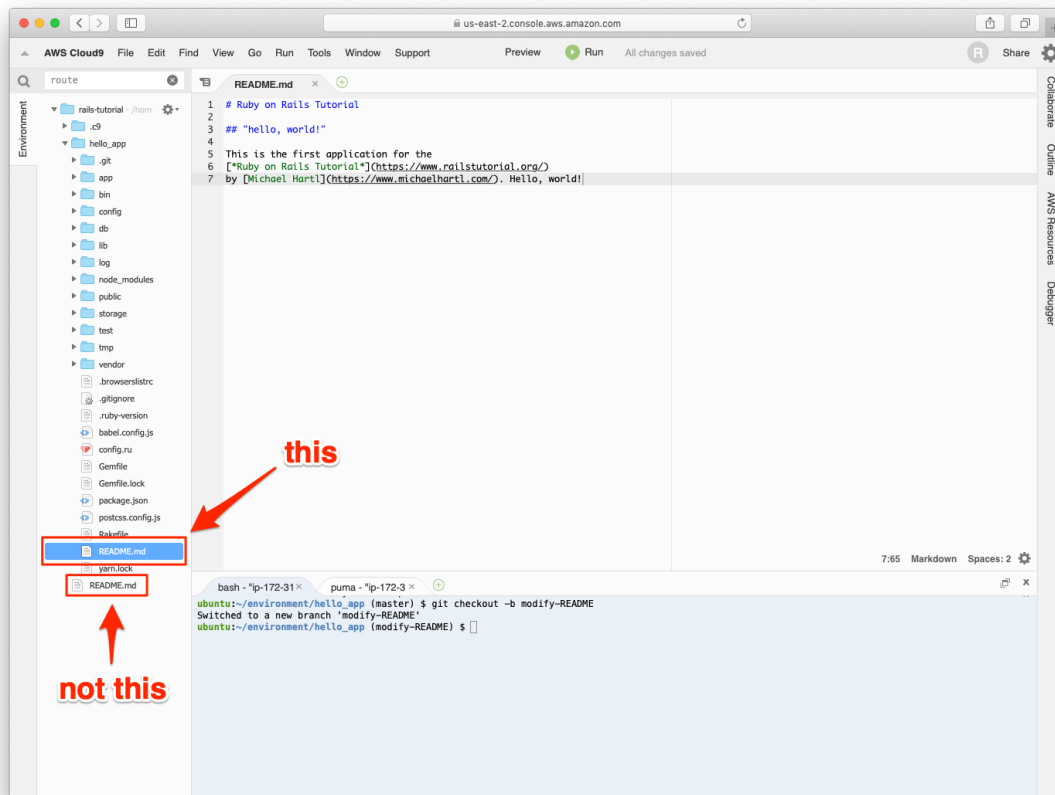 us-east-2.console.aws.amazon.com
AWS Cloud9 File Edit Find View Go Run Tools Window Support Preview Run All changes saved R Share
route
README.md ×
Environment
rails-tutorial - /hom
.c9
hello_app
.git
app
bin
config
db
lib
log
node_modules
public
storage
test
tmp
vendor
.browserslistrc
.gitignore
.ruby-version
babel.config.js
config.ru
Gemfile
Gemfile.lock
package.json
postcss.config.js
Rakefile
README.md
yarn.lock
README.md
this
not this
1 # Ruby on Rails Tutorial
2
3 ## "hello, world!"
4
5 This is the first application for the
6 [*Ruby on Rails Tutorial*](https://www.railstutorial.org/)
7 by [Michael Hartl](https://www.michaelhartl.com/). Hello, world!
7:65 Markdown Spaces: 2
Collaborate
Outline
AWS Resources
Debugger
bash - "ip-172-31 × puma - "ip-172-3 ×
ubuntu:~/environment/hello_app (master) $ git checkout -b modify-README
Switched to a new branch 'modify-README'
ubuntu:~/environment/hello_app (modify-README) $